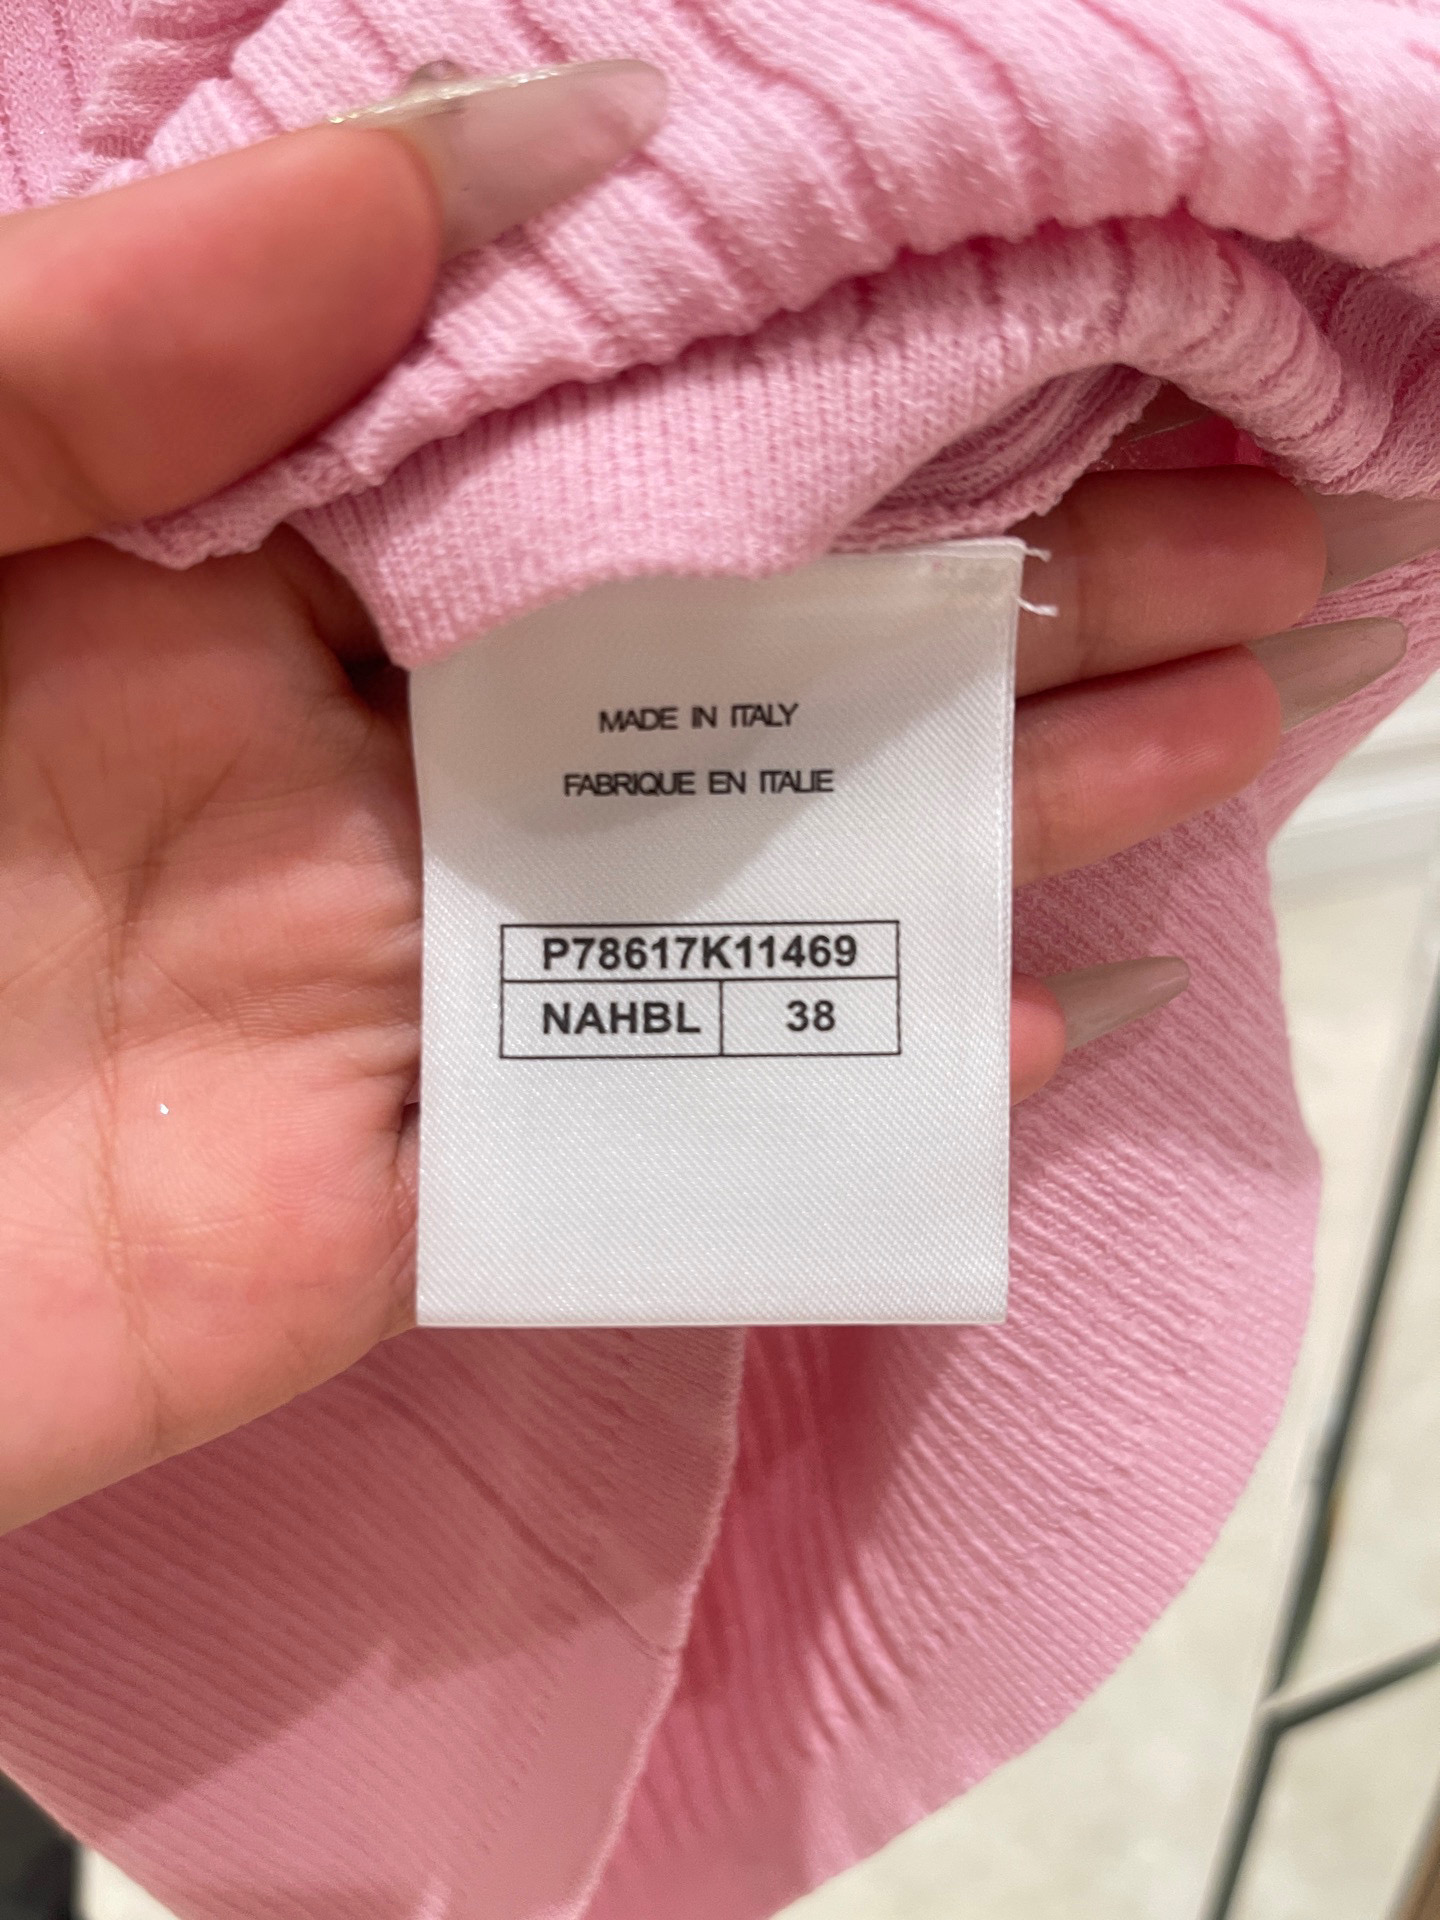 MADE IN ITALY
FABRIQUE EN ITALIE
P78617K11469
NAHBL 38